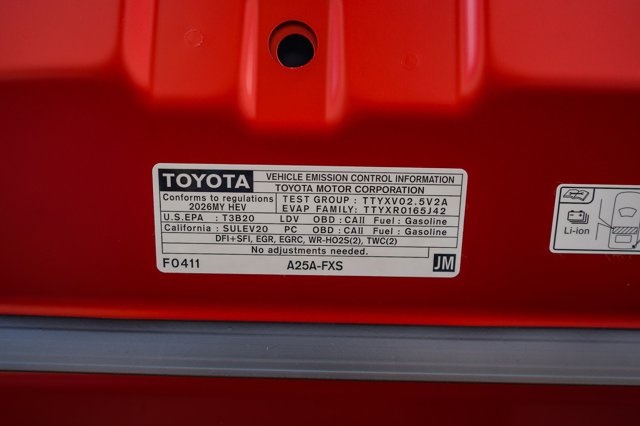 TOYOTA VEHICLE EMISSION CONTROL INFORMATION
TOYOTA MOTOR CORPORATION
Conforms to regulations
2026MY HEV
TEST GROUP : TTYXV02.5V2A
EVAP FAMILY: TTYXR0165J42
U.S.EPA : T3B20 LDV OBD : CAII Fuel : Gasoline
California : SULEV20 PC OBD : CAII Fuel : Gasoline
DFI+SFI, EGR, EGRC, WR-HO2S(2), TWC(2)
No adjustments needed.
F0411 A25A-FXS JM
Li-ion